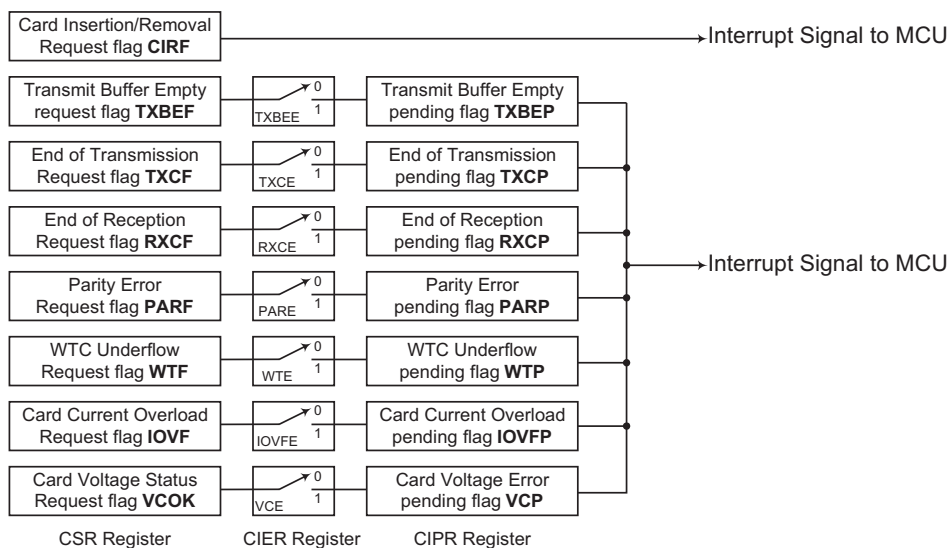 Card Insertion/Removal
Request flag CIRF
Interrupt Signal to MCU
Transmit Buffer Empty
request flag TXBEF
TXBEE
0
1
Transmit Buffer Empty
pending flag TXBEP
End of Transmission
Request flag TXCF
TXCE
0
1
End of Transmission
pending flag TXCP
End of Reception
Request flag RXCF
RXCE
0
1
End of Reception
pending flag RXCP
Interrupt Signal to MCU
Parity Error
Request flag PARF
PARE
0
1
Parity Error
pending flag PARP
WTC Underflow
Request flag WTF
WTE
0
1
WTC Underflow
pending flag WTP
Card Current Overload
Request flag IOVF
IOVFE
0
1
Card Current Overload
pending flag IOVFP
Card Voltage Status
Request flag VCOK
VCE
0
1
Card Voltage Error
pending flag VCP
CSR Register
CIER Register
CIPR Register